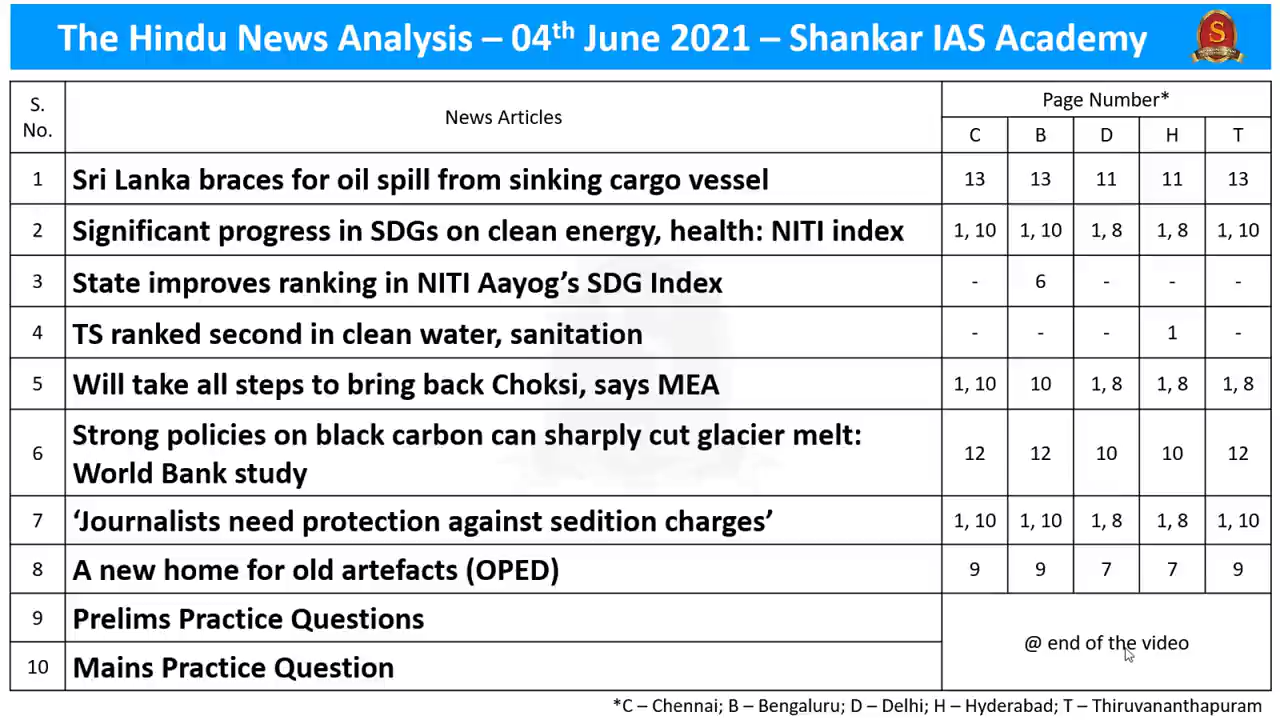 The Hindu News Analysis – 04th June 2021 – Shankar IAS Academy
S. No. News Articles Page Number*
C B D H T
1 Sri Lanka braces for oil spill from sinking cargo vessel 13 13 11 11 13
2 Significant progress in SDGs on clean energy, health: NITI index 1, 10 1, 10 1, 8 1, 8 1, 10
3 State improves ranking in NITI Aayog’s SDG Index - 6 - - -
4 TS ranked second in clean water, sanitation - - - 1 -
5 Will take all steps to bring back Choksi, says MEA 1, 10 10 1, 8 1, 8 1, 8
6 Strong policies on black carbon can sharply cut glacier melt:
World Bank study 12 12 10 10 12
7 ‘Journalists need protection against sedition charges’ 1, 10 1, 10 1, 8 1, 8 1, 10
8 A new home for old artefacts (OPED) 9 9 7 7 9
9 Prelims Practice Questions
@ end of the video
10 Mains Practice Question
*C – Chennai; B – Bengaluru; D – Delhi; H – Hyderabad; T – Thiruvananthapuram